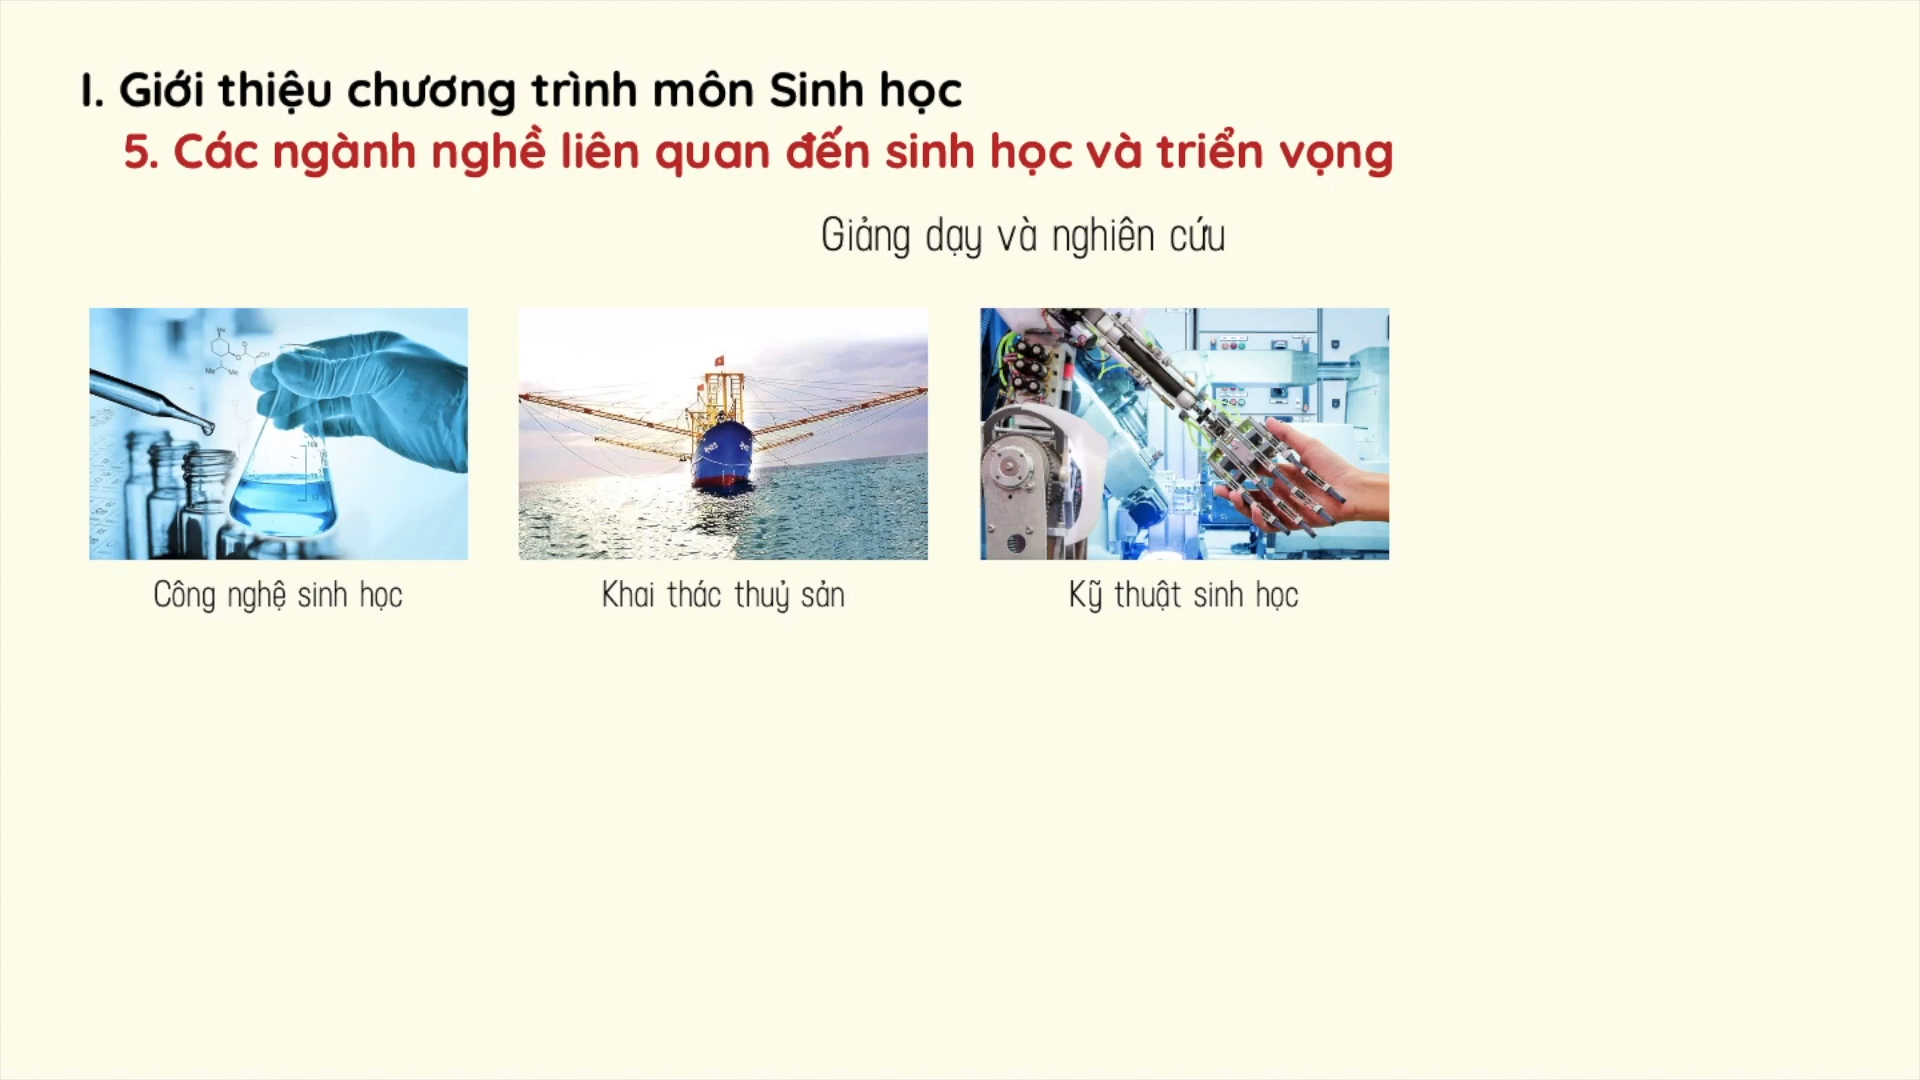 I. Giới thiệu chương trình môn Sinh học
5. Các ngành nghề liên quan đến sinh học và triển vọng
Giảng dạy và nghiên cứu
Công nghệ sinh học
Khai thác thuỷ sản
Kỹ thuật sinh học